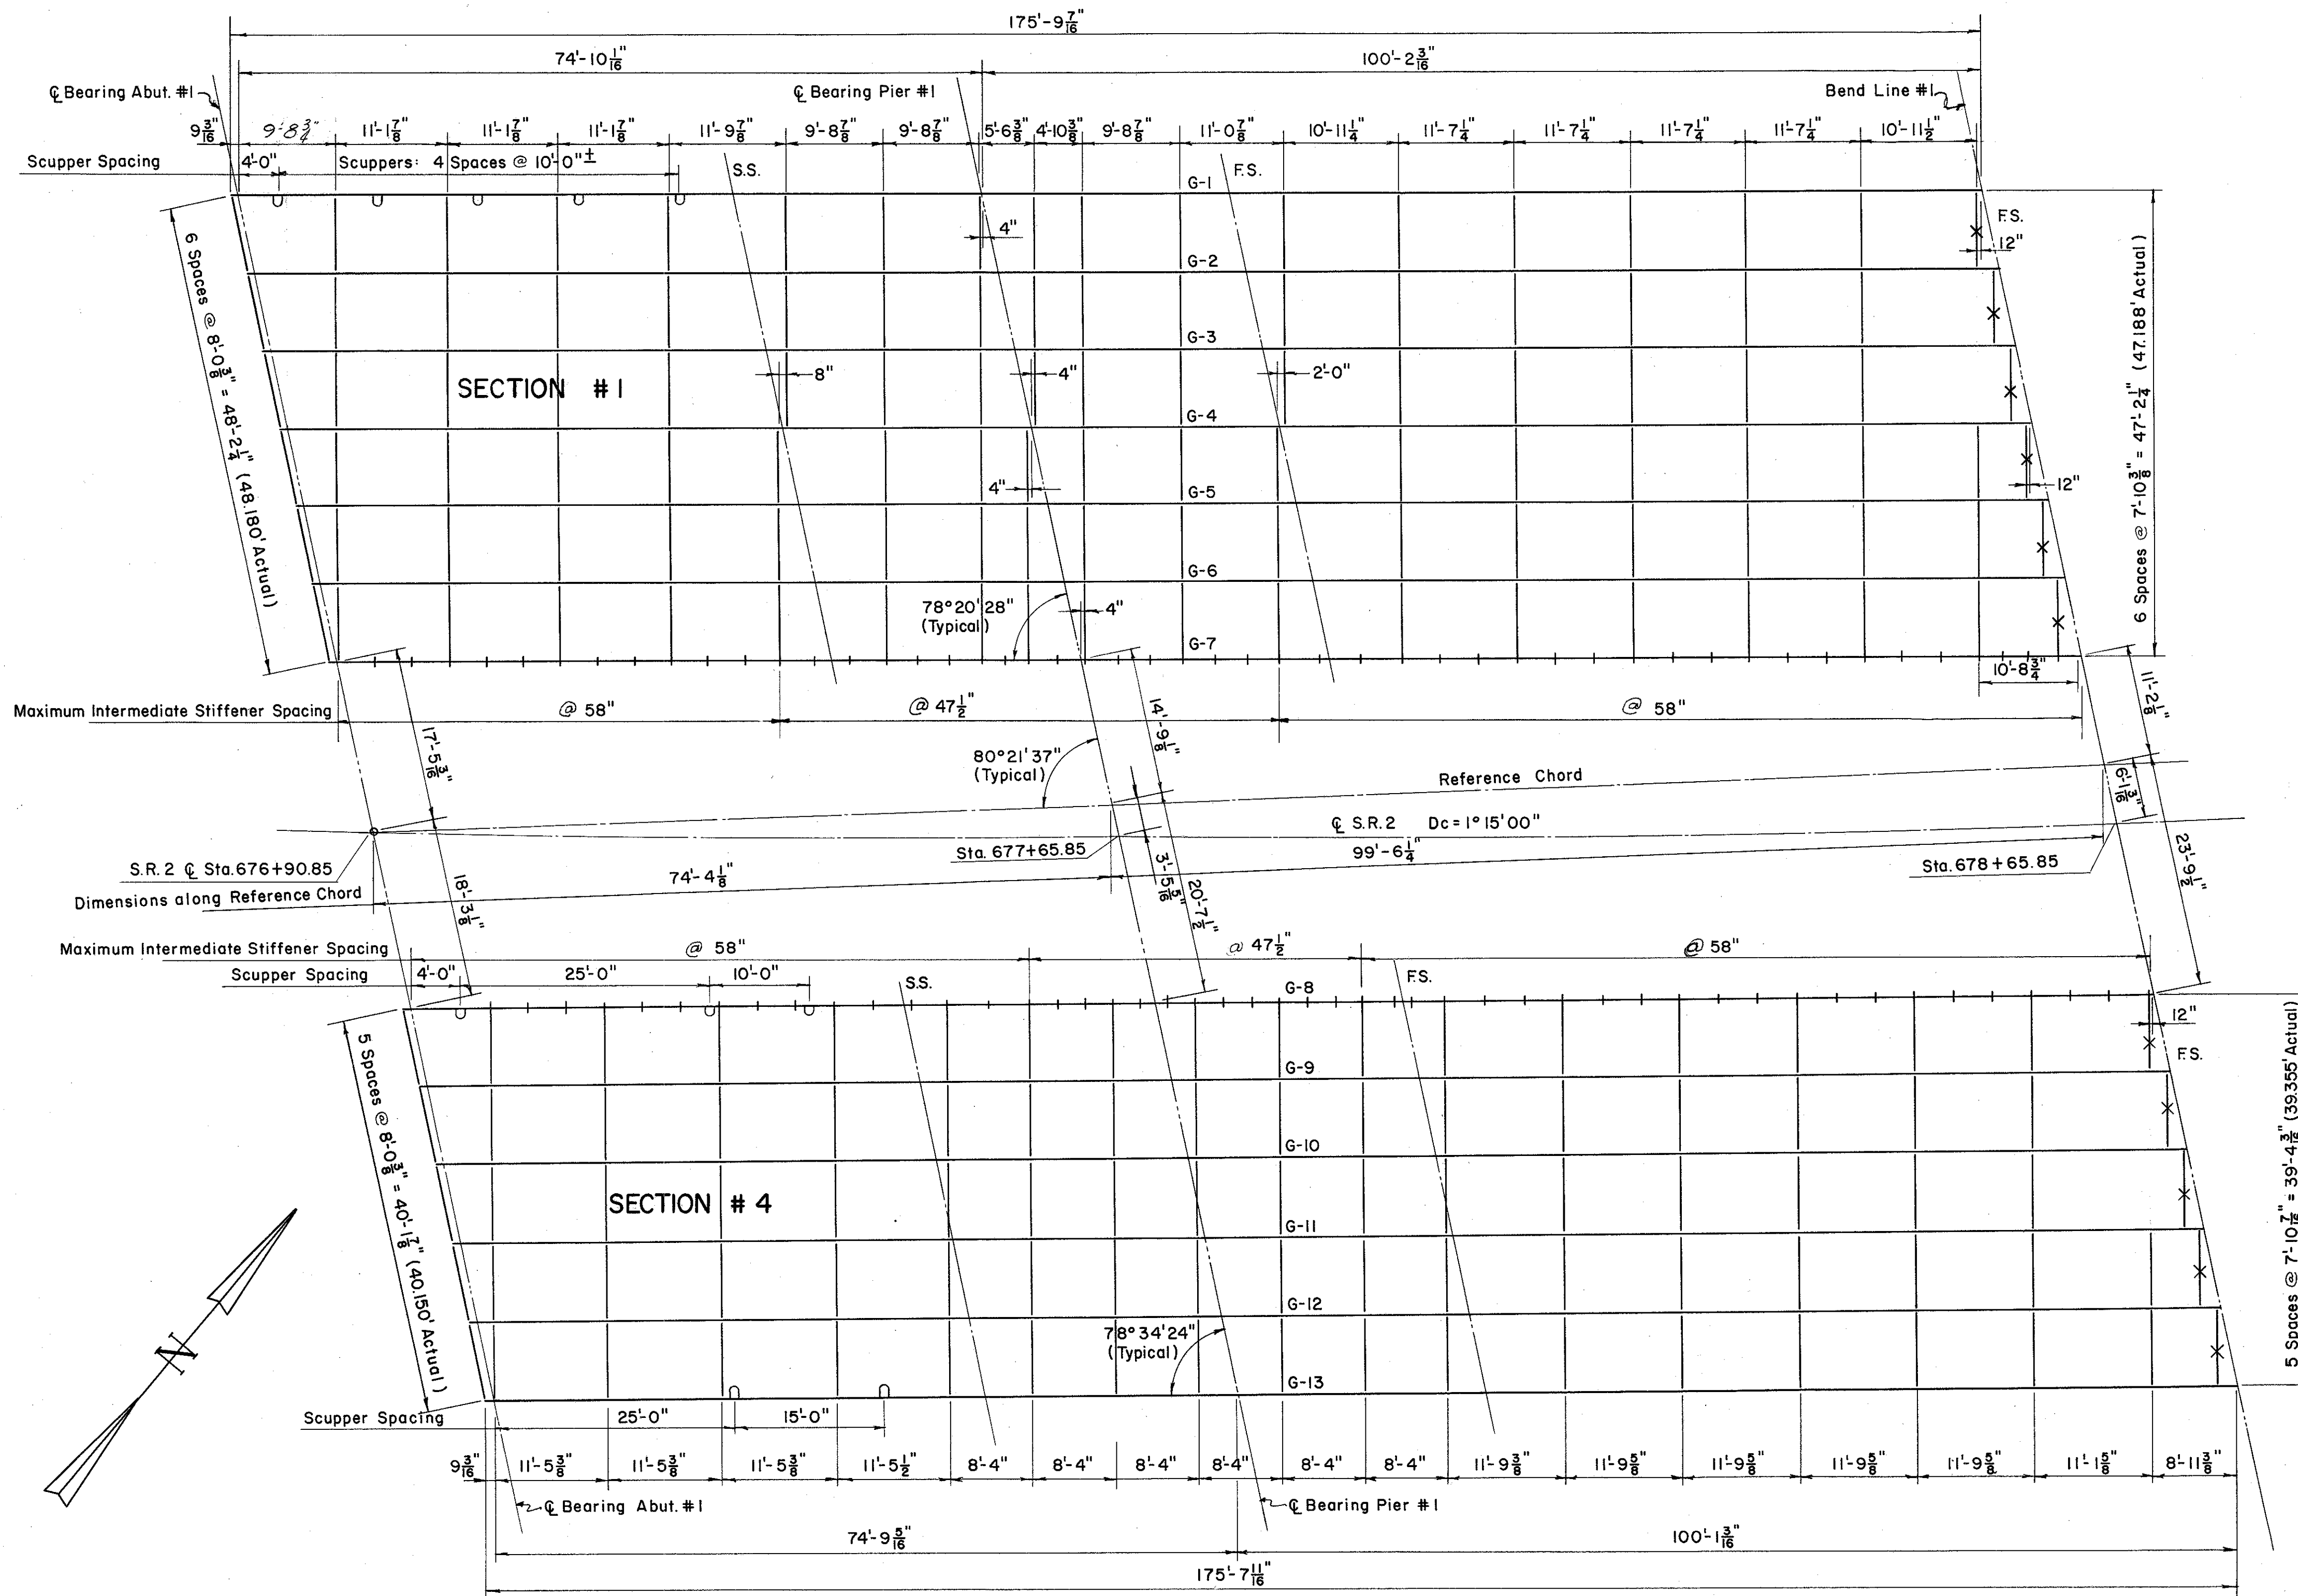 175'-9 7/16"
74'-10 1/16"
100'-2 3/16"
℄ Bearing Abut. #1
℄ Bearing Pier #1
Bend Line #1
9 3/16" 9'-8 3/4" 11'-1 7/8" 11'-1 7/8" 11'-1 7/8" 11'-9 7/8" 9'-8 7/8" 9'-8 7/8" 5'-6 3/8" 4'-10 3/8" 9'-8 7/8" 11'-0 7/8" 10'-11 1/4" 11'-7 1/4" 11'-7 1/4" 11'-7 1/4" 11'-7 1/4" 10'-11 1/2"
Scupper Spacing 4'-0" Scuppers: 4 Spaces @ 10'-0" ±
S.S.
F.S.
G-1
F.S.
4"
12"
G-2
G-3
8"
4"
2'-0"
SECTION #1
G-4
4"
12"
G-5
G-6
78°20'28"
(Typical)
4"
G-7
6 Spaces @ 8'-0 3/8" = 48'-2 1/4" (48.180' Actual)
6 Spaces @ 7'-10 3/8" = 47'-2 1/4" (47.188' Actual)
10'-8 3/4"
Maximum Intermediate Stiffener Spacing @ 58" @ 47 1/2" @ 58"
17'-5 3/16"
14'-9 1/8"
11'-2 1/8"
80°21'37"
(Typical)
Reference Chord
6'-1 3/16"
℄ S.R.2 Dc = 1°15'00"
S.R.2 ℄ Sta.676+90.85
Sta.677+65.85
99'-6 1/4"
Sta.678+65.85
Dimensions along Reference Chord
74'-4 1/8"
18'-3 1/8"
3'-5 5/16"
20'-7 1/2"
23'-9 1/2"
Maximum Intermediate Stiffener Spacing @ 58" @ 47 1/2" @ 58"
Scupper Spacing 4'-0" 25'-0" 10'-0"
S.S.
F.S.
G-8
12"
F.S.
G-9
G-10
SECTION #4
G-11
G-12
78°34'24"
(Typical)
G-13
5 Spaces @ 8'-0 3/8" = 40'-1 7/8" (40.150' Actual)
5 Spaces @ 7'-10 7/16" = 39'-4 3/16" (39.355' Actual)
N
Scupper Spacing 25'-0" 15'-0"
9 3/16" 11'-5 3/8" 11'-5 3/8" 11'-5 3/8" 11'-5 1/2" 8'-4" 8'-4" 8'-4" 8'-4" 8'-4" 8'-4" 11'-9 3/8" 11'-9 5/8" 11'-9 5/8" 11'-9 5/8" 11'-9 5/8" 11'-1 5/8" 8'-11 3/8"
℄ Bearing Abut. #1
℄ Bearing Pier #1
74'-9 5/16"
100'-1 3/16"
175'-7 11/16"